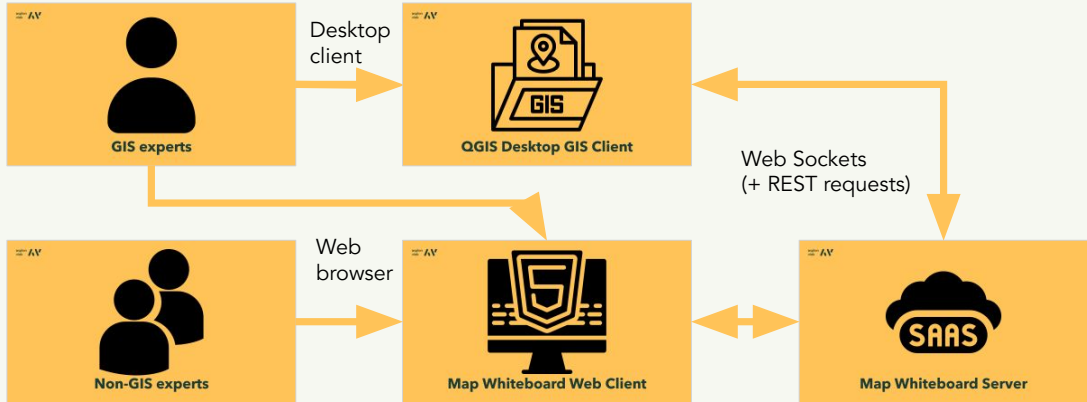 Desktop
client
GIS
GIS experts
QGIS Desktop GIS Client
Web Sockets
(+ REST requests)
Web
browser
5
SAAS
Non-GIS experts
Map Whiteboard Web Client
Map Whiteboard Server